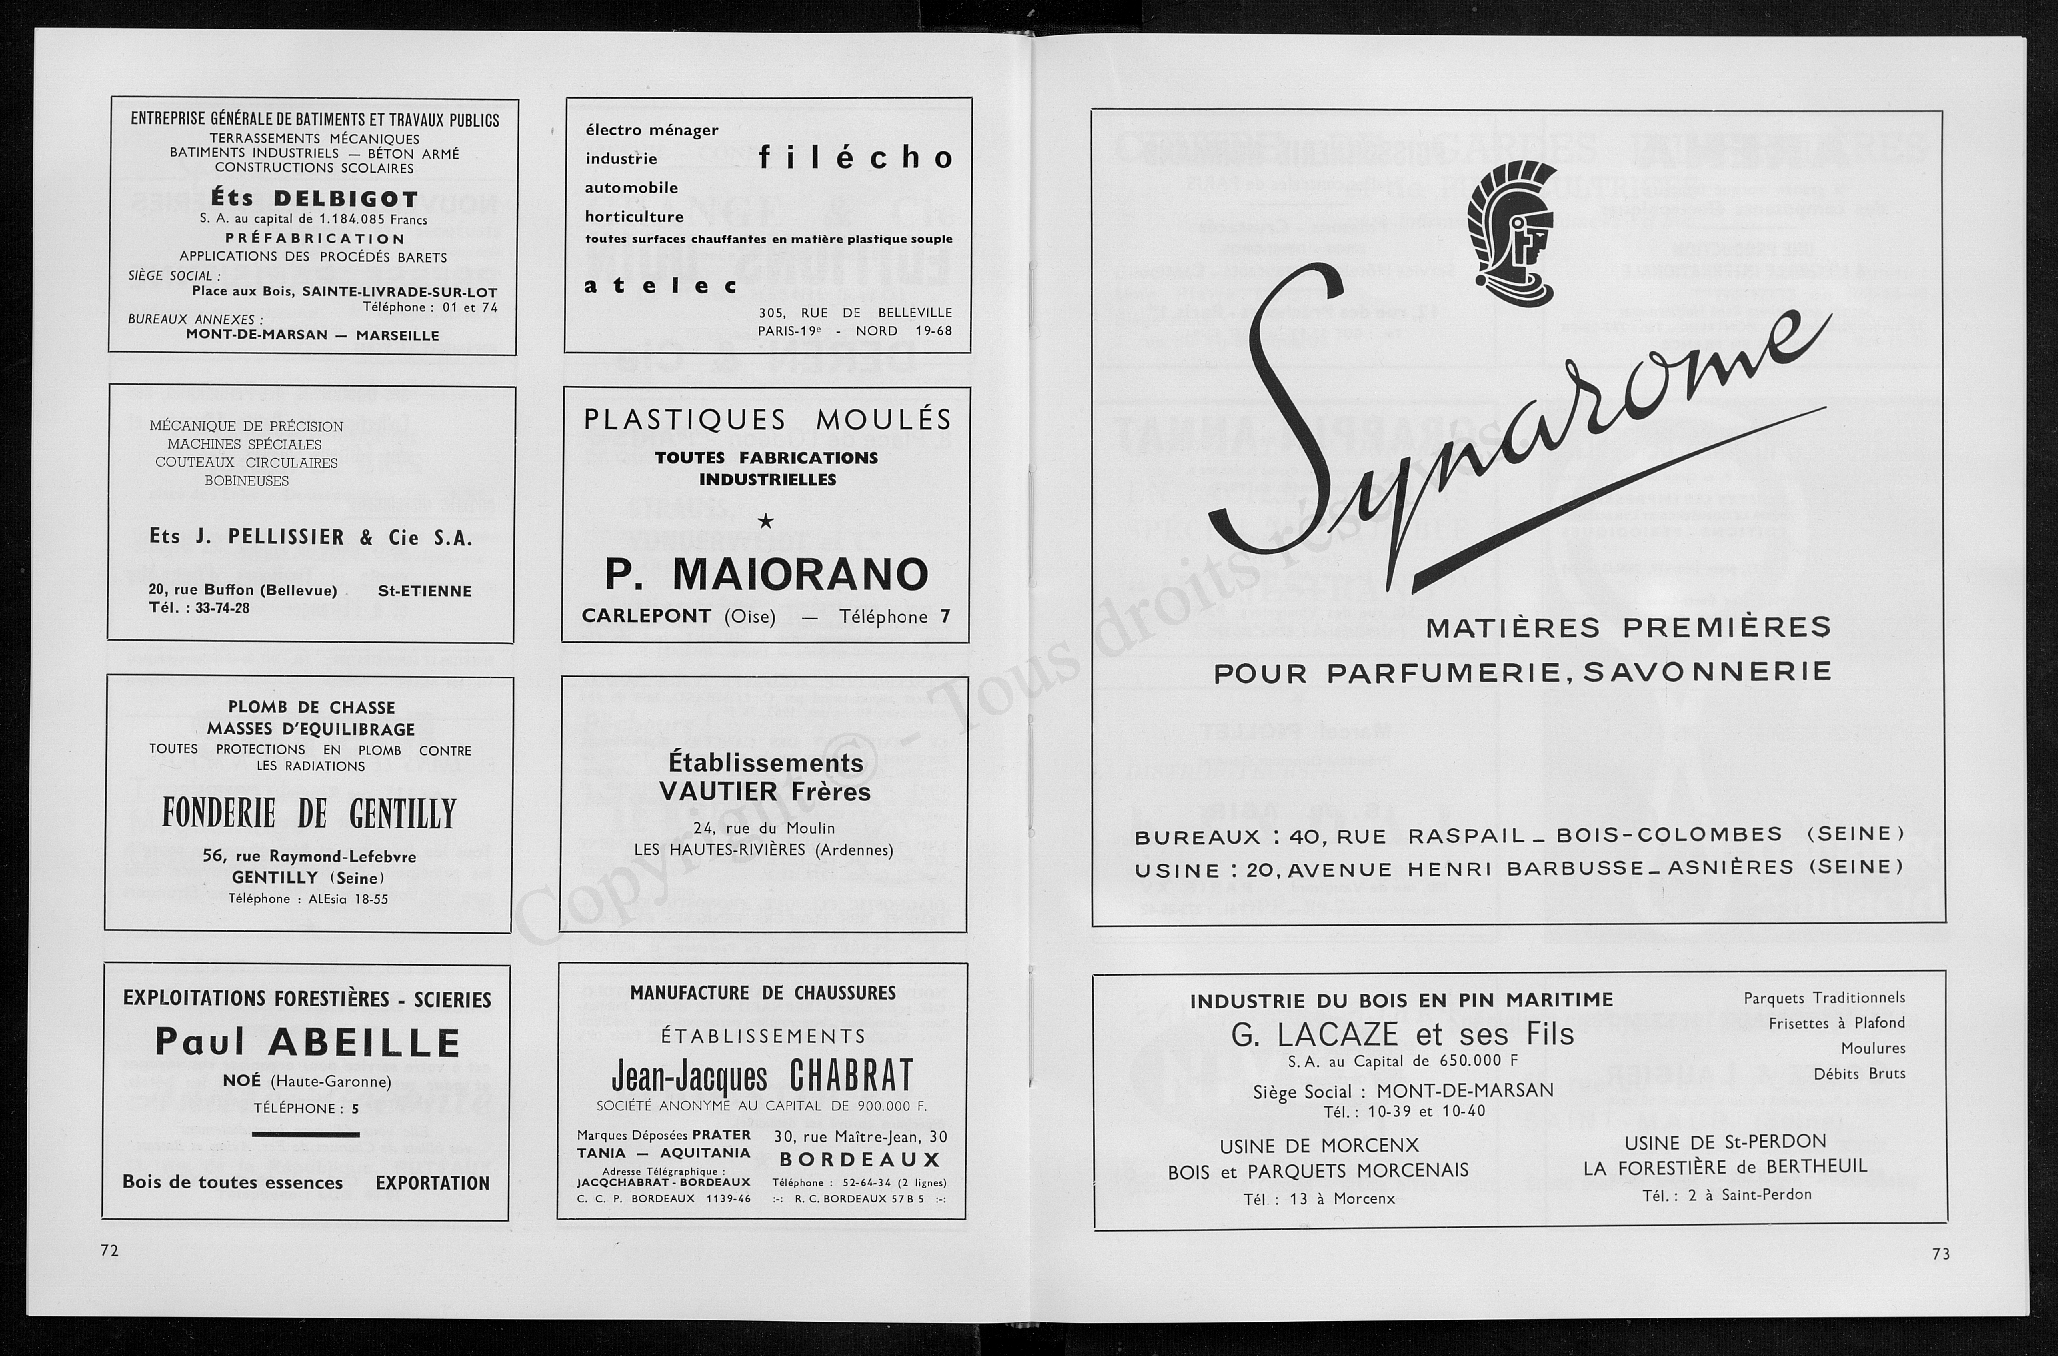 ENTREPRISE GÉNÉRALE DE BATIMENTS ET TRAVAUX PUBLICS
TERRASSEMENTS MÉCANIQUES
BATIMENTS INDUSTRIELS — BÉTON ARMÉ
CONSTRUCTIONS SCOLAIRES
Éts DELBIGOT
S. A. au capital de 1.184.085 Francs
PRÉFABRICATION
APPLICATIONS DES PROCÉDÉS BARETS
SIÈGE SOCIAL :
Place aux Bois, SAINTE-LIVRADE-SUR-LOT
Téléphone : 01 et 74
BUREAUX ANNEXES :
MONT-DE-MARSAN — MARSEILLE
électro ménager
industrie
filécho
automobile
horticulture
toutes surfaces chauffantes en matière plastique souple
atelec
305, RUE DE BELLEVILLE
PARIS-19e - NORD 19-68
MÉCANIQUE DE PRÉCISION
MACHINES SPÉCIALES
COUTEAUX CIRCULAIRES
BOBINEUSES
Ets J. PELLISSIER & Cie S.A.
20, rue Buffon (Bellevue) St-ETIENNE
Tél. : 33-74-28
PLASTIQUES MOULÉS
TOUTES FABRICATIONS
INDUSTRIELLES
★
P. MAIORANO
CARLEPONT (Oise) — Téléphone 7
PLOMB DE CHASSE
MASSES D'EQUILIBRAGE
TOUTES PROTECTIONS EN PLOMB CONTRE
LES RADIATIONS
FONDERIE DE GENTILLY
56, rue Raymond-Lefebvre
GENTILLY (Seine)
Téléphone : ALEsia 18-55
Établissements
VAUTIER Frères
24, rue du Moulin
LES HAUTES-RIVIÈRES (Ardennes)
EXPLOITATIONS FORESTIÈRES - SCIERIES
Paul ABEILLE
NOÉ (Haute-Garonne)
TÉLÉPHONE : 5
Bois de toutes essences EXPORTATION
MANUFACTURE DE CHAUSSURES
ÉTABLISSEMENTS
Jean-Jacques CHABRAT
SOCIÉTÉ ANONYME AU CAPITAL DE 900.000 F.
Marques Déposées PRATER
TANIA — AQUITANIA
Adresse Télégraphique :
JACQCHABRAT - BORDEAUX
C. C. P. BORDEAUX 1139-46
30, rue Maître-Jean, 30
BORDEAUX
Téléphone : 52-64-34 (2 lignes)
:-: R. C. BORDEAUX 57 B 5 :-:
72
Synarome
MATIÈRES PREMIÈRES
POUR PARFUMERIE, SAVONNERIE
BUREAUX : 40, RUE RASPAIL _ BOIS-COLOMBES (SEINE)
USINE : 20, AVENUE HENRI BARBUSSE _ ASNIÈRES (SEINE)
INDUSTRIE DU BOIS EN PIN MARITIME
G. LACAZE et ses Fils
S. A. au Capital de 650.000 F
Siège Social : MONT-DE-MARSAN
Tél. : 10-39 et 10-40
Parquets Traditionnels
Frisettes à Plafond
Moulures
Débits Bruts
USINE DE MORCENX
BOIS et PARQUETS MORCENAIS
Tél : 13 à Morcenx
USINE DE St-PERDON
LA FORESTIÈRE de BERTHEUIL
Tél. : 2 à Saint-Perdon
73
Copyright © - Tous droits réservés